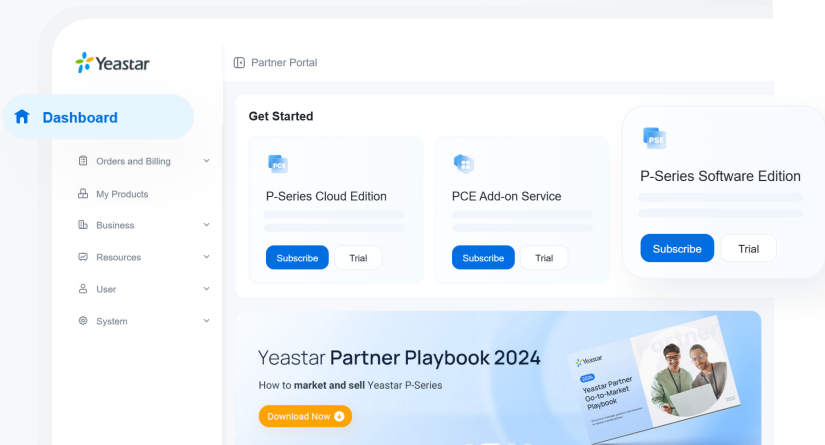 Yeastar
Partner Portal
Dashboard
Orders and Billing
My Products
Business
Resources
User
System
Get Started
PCE
P-Series Cloud Edition
Subscribe
Trial
PCE Add-on Service
Subscribe
Trial
PSE
P-Series Software Edition
Subscribe
Trial
Yeastar Partner Playbook 2024
How to market and sell Yeastar P-Series
Download Now
Yeastar
Yeastar Partner
Go-to-Market
Playbook